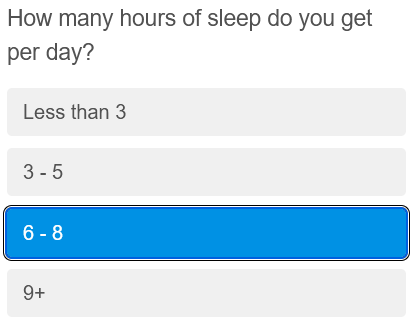 How many hours of sleep do you get
per day?
Less than 3
3 - 5
6 - 8
9+